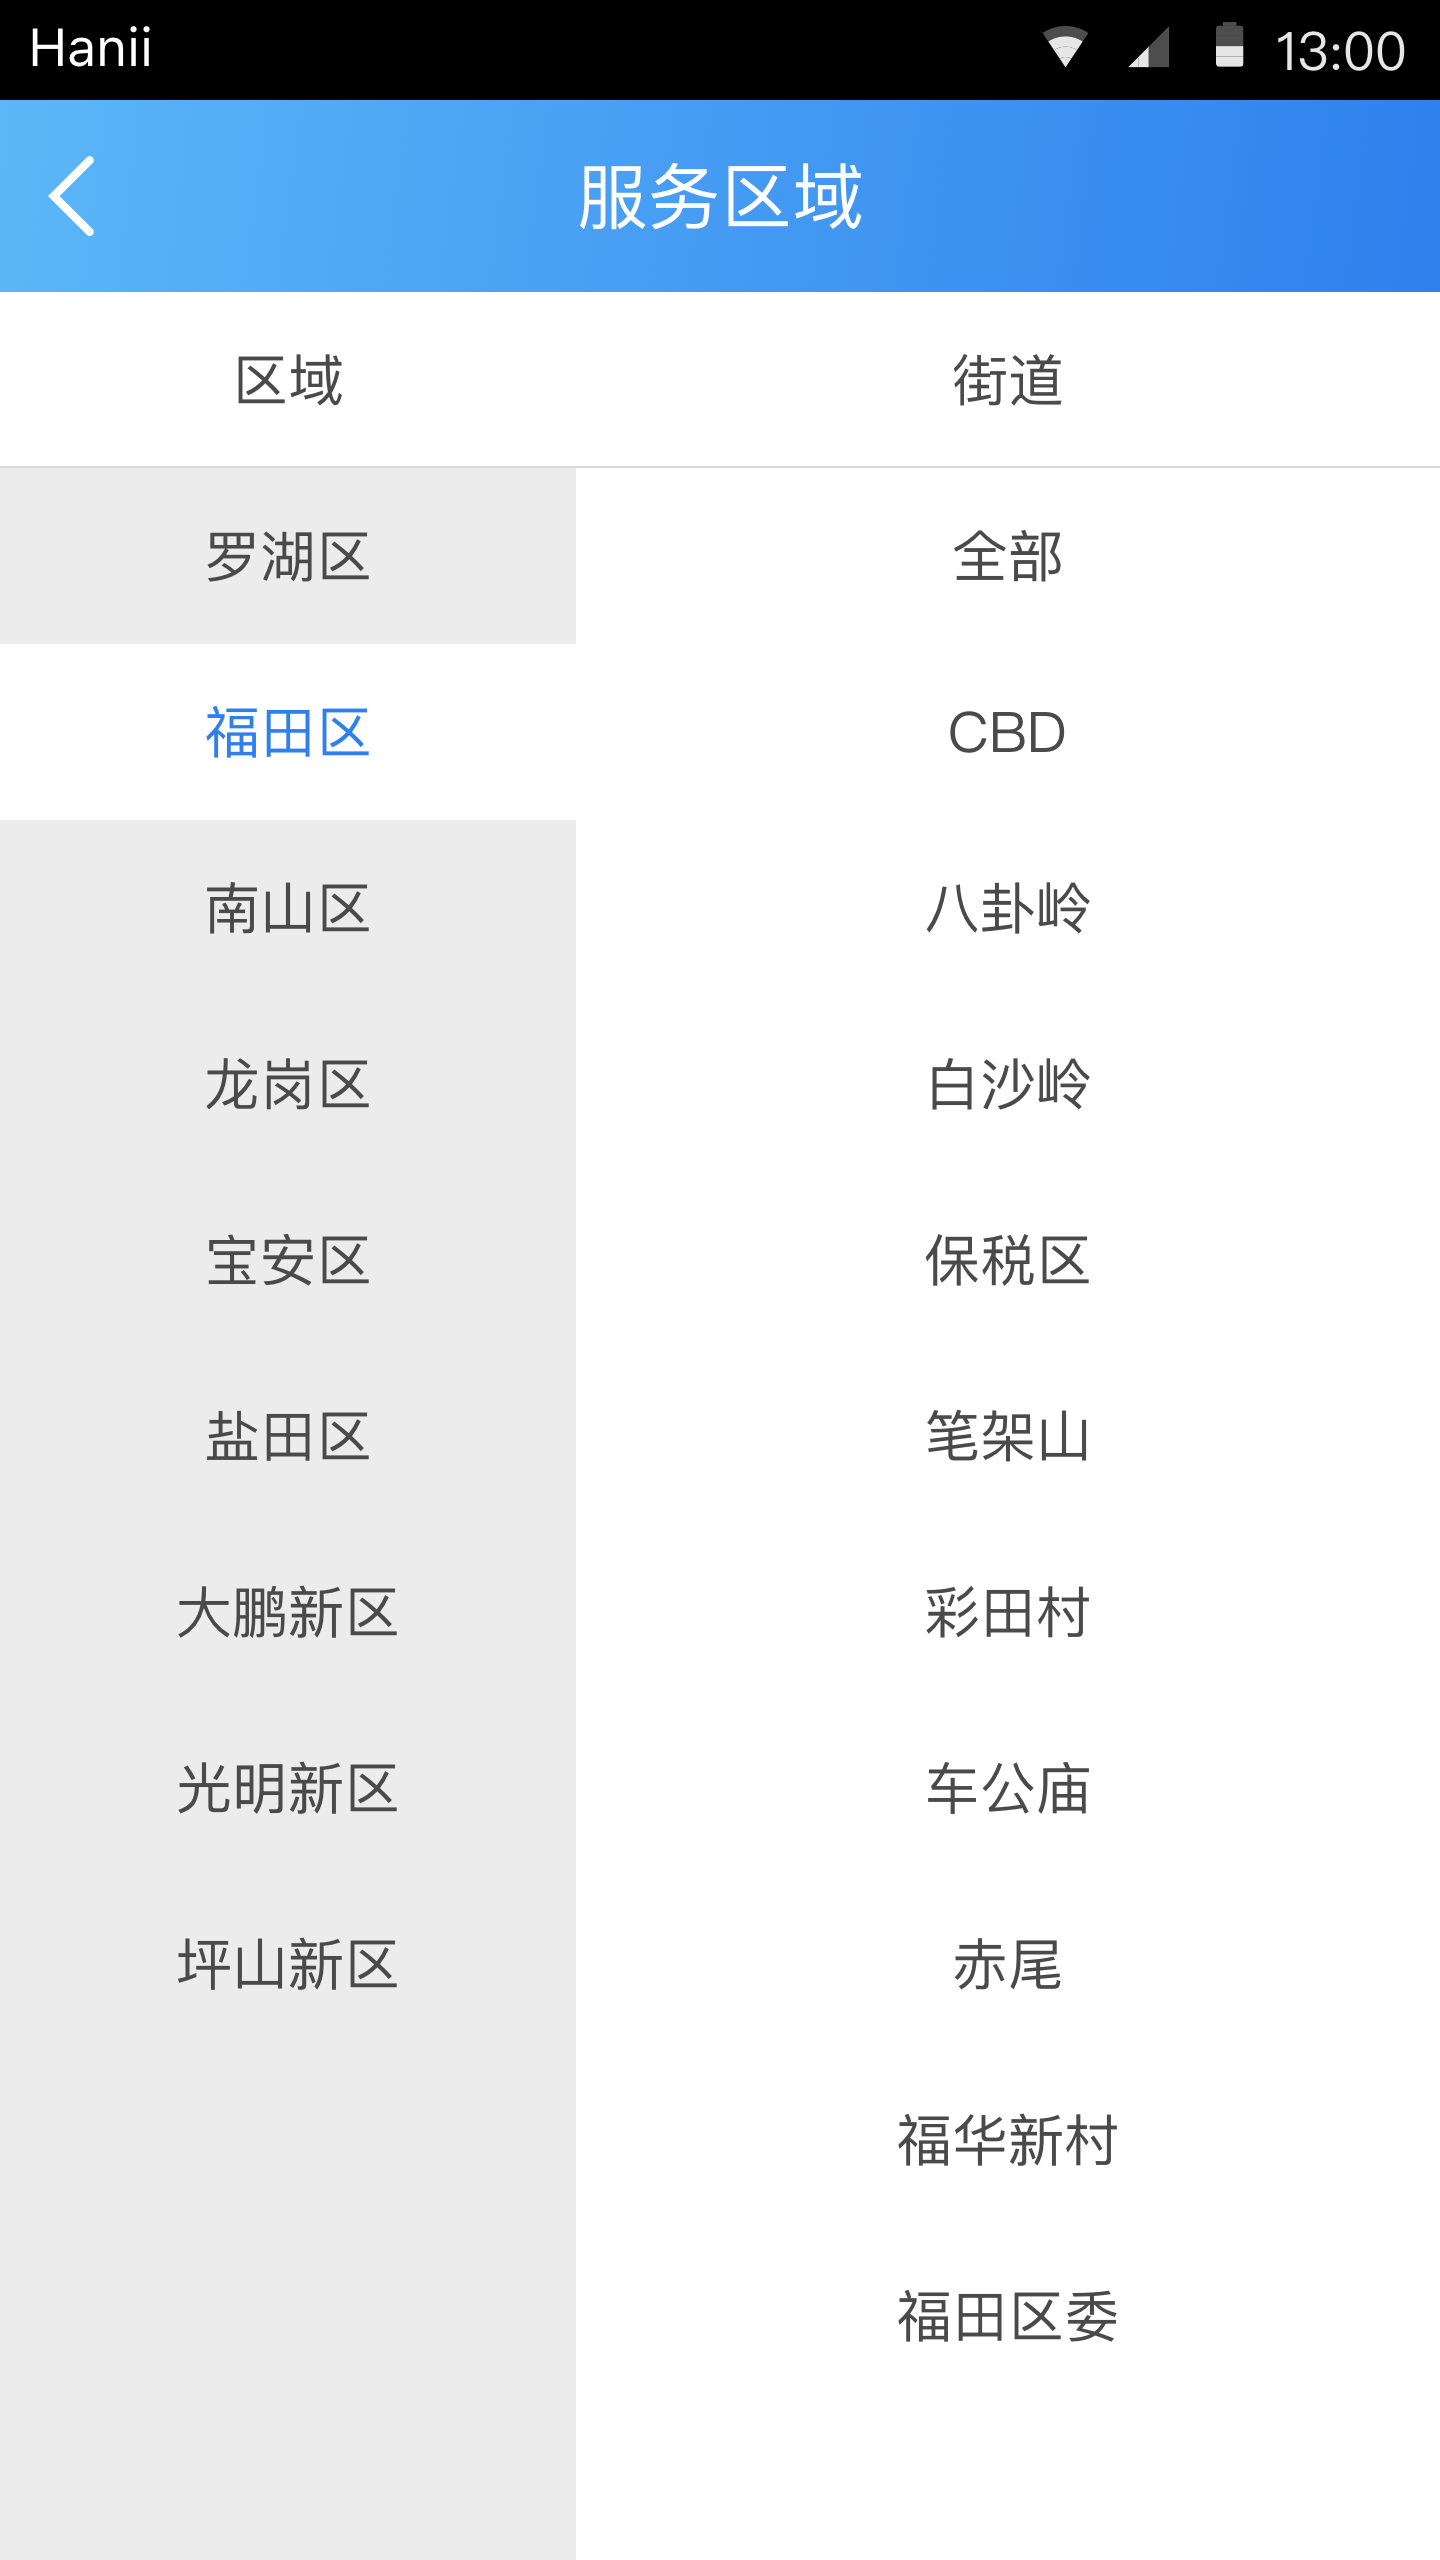 Hanii 13:00
服务区域
区域 街道
罗湖区 全部
福田区 CBD
南山区 八卦岭
龙岗区 白沙岭
宝安区 保税区
盐田区 笔架山
大鹏新区 彩田村
光明新区 车公庙
坪山新区 赤尾
福华新村
福田区委